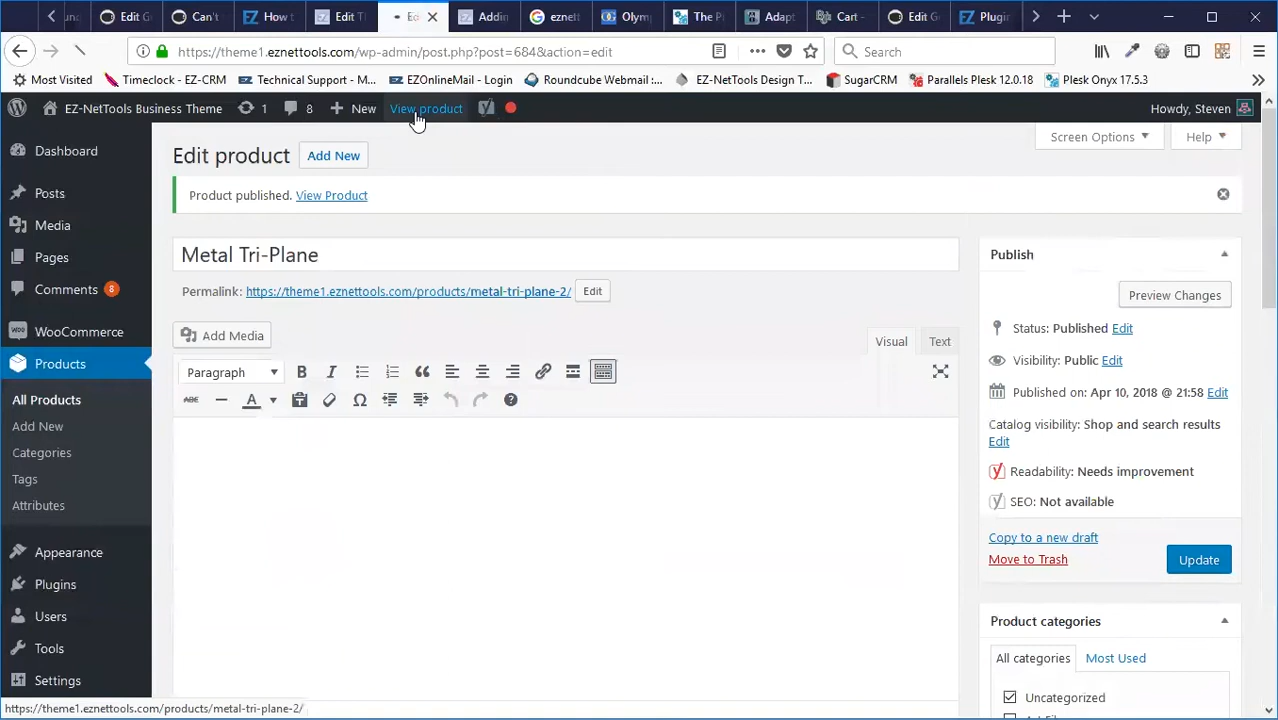 Edit G
Can't
How t
Edit T
Ed
Addin
eznett
Olym
The P
Adapt
Cart -
Edit G
Plugin
https://theme1.eznettools.com/wp-admin/post.php?post=684&action=edit
Search
Most Visited
Timeclock - EZ-CRM
Technical Support - M...
EZOnlineMail - Login
Roundcube Webmail :...
EZ-NetTools Design T...
SugarCRM
Parallels Plesk 12.0.18
Plesk Onyx 17.5.3
EZ-NetTools Business Theme
1
8
New
View product
Howdy, Steven
Screen Options
Help
Dashboard
Posts
Media
Pages
Comments 8
WooCommerce
Products
All Products
Add New
Categories
Tags
Attributes
Appearance
Plugins
Users
Tools
Settings
Edit product
Add New
Product published. View Product
Metal Tri-Plane
Permalink: https://theme1.eznettools.com/products/metal-tri-plane-2/ Edit
Add Media
Visual
Text
Paragraph
Publish
Preview Changes
Status: Published Edit
Visibility: Public Edit
Published on: Apr 10, 2018 @ 21:58 Edit
Catalog visibility: Shop and search results
Edit
Readability: Needs improvement
SEO: Not available
Copy to a new draft
Move to Trash
Update
Product categories
All categories
Most Used
Uncategorized
https://theme1.eznettools.com/products/metal-tri-plane-2/